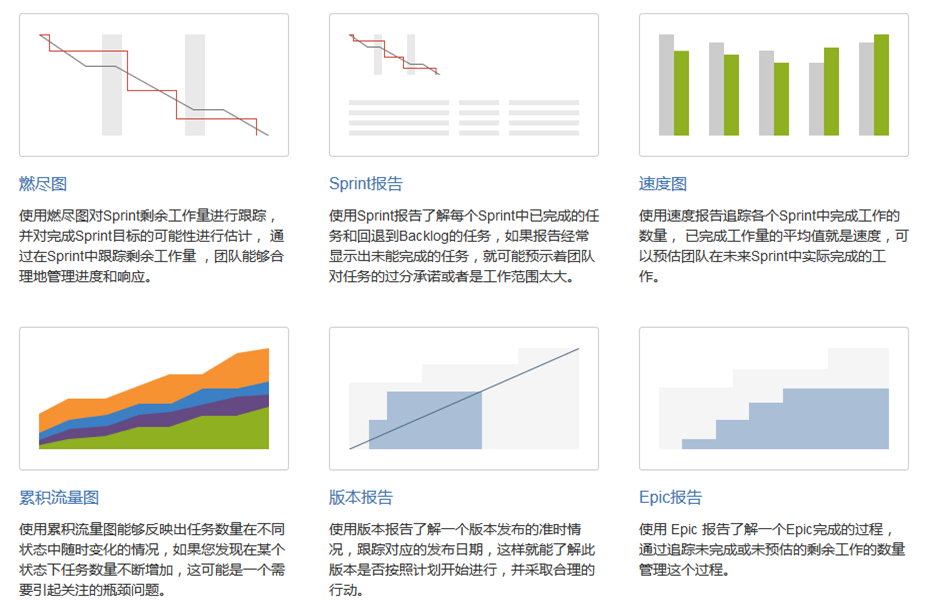 燃尽图
使用燃尽图对Sprint剩余工作量进行跟踪，
并对完成Sprint目标的可能性进行估计， 通
过在Sprint中跟踪剩余工作量 ，团队能够合
理地管理进度和响应。
Sprint报告
使用Sprint报告了解每个Sprint中已完成的任
务和回退到Backlog的任务，如果报告经常
显示出未能完成的任务，就可能预示着团队
对任务的过分承诺或者是工作范围太大。
速度图
使用速度报告追踪各个Sprint中完成工作的
数量， 已完成工作量的平均值就是速度，可
以预估团队在未来Sprint中实际完成的工
作。
累积流量图
使用累积流量图能够反映出任务数量在不同
状态中随时变化的情况，如果您发现在某个
状态下任务数量不断增加，这可能是一个需
要引起关注的瓶颈问题。
版本报告
使用版本报告了解一个版本发布的准时情
况，跟踪对应的发布日期，这样就能了解此
版本是否按照计划开始进行，并采取合理的
行动。
Epic报告
使用 Epic 报告了解一个Epic完成的过程，
通过追踪未完成或未预估的剩余工作的数量
管理这个过程。